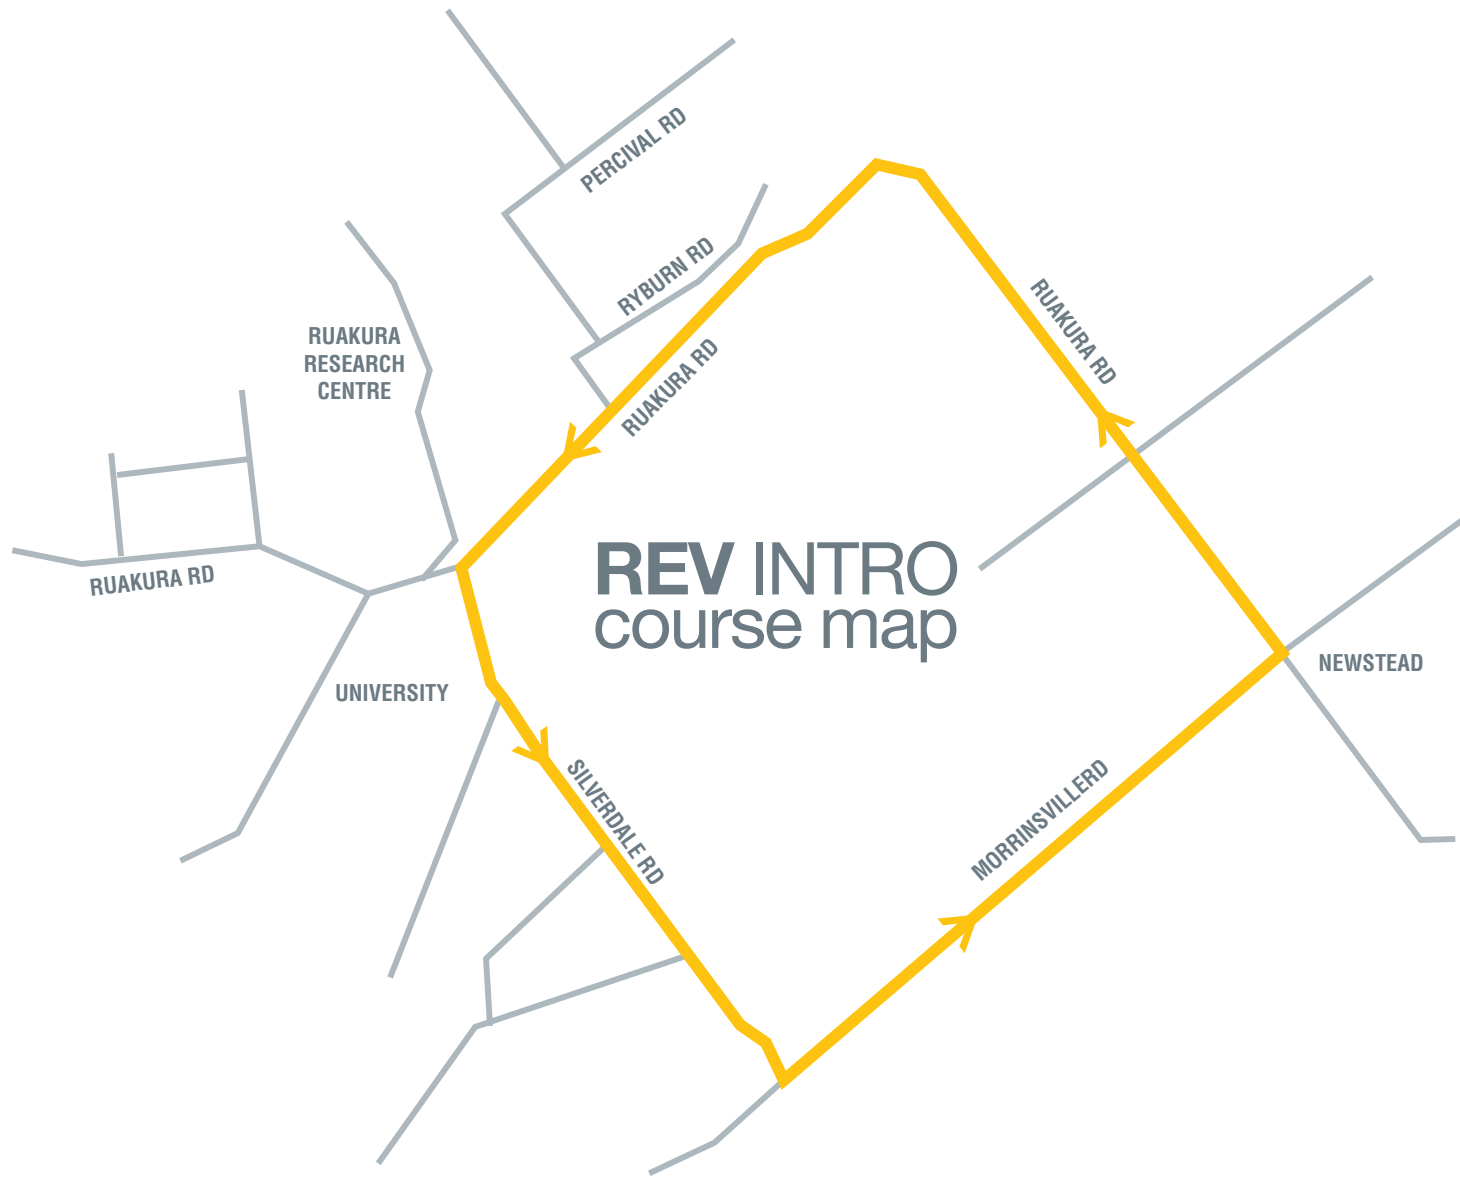 PERCIVAL RD
RYBURN RD
RUAKURA RD
RUAKURA RD
RUAKURA
RESEARCH
CENTRE
RUAKURA RD
REV INTRO
course map
UNIVERSITY
NEWSTEAD
SILVERDALE RD
MORRINSVILLERD